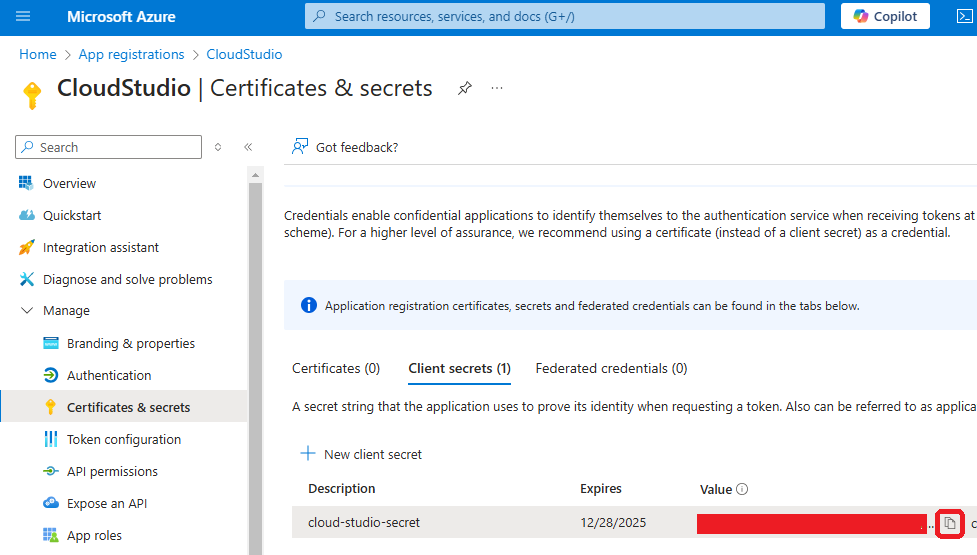 Microsoft Azure
Search resources, services, and docs (G+/)
Copilot
Home > App registrations > CloudStudio
CloudStudio | Certificates & secrets
...
Search
Got feedback?
Overview
Quickstart
Integration assistant
Diagnose and solve problems
Manage
Branding & properties
Authentication
Certificates & secrets
Token configuration
API permissions
Expose an API
App roles
Credentials enable confidential applications to identify themselves to the authentication service when receiving tokens at
scheme). For a higher level of assurance, we recommend using a certificate (instead of a client secret) as a credential.
Application registration certificates, secrets and federated credentials can be found in the tabs below.
Certificates (0) Client secrets (1) Federated credentials (0)
A secret string that the application uses to prove its identity when requesting a token. Also can be referred to as applica
New client secret
Description Expires Value
cloud-studio-secret 12/28/2025 ...